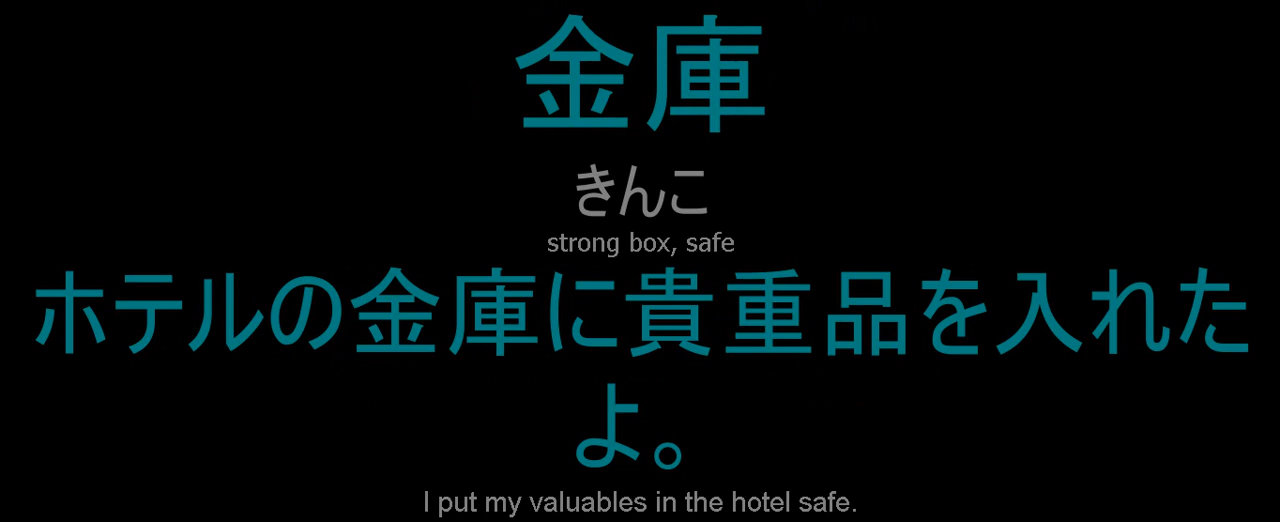 金庫
きんこ
strong box, safe
ホテルの金庫に貴重品を入れた
よ。
I put my valuables in the hotel safe.